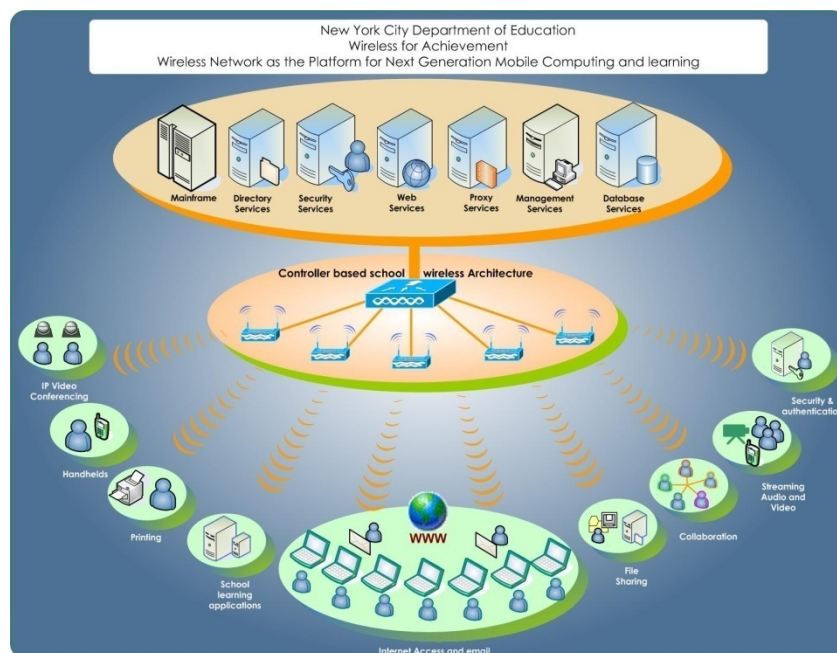 New York City Department of Education
Wireless for Achievement
Wireless Network as the Platform for Next Generation Mobile Computing and learning
Mainframe
Directory
Services
Security
Services
Web
Services
Proxy
Services
Management
Services
Database
Services
Controller based school wireless Architecture
IP Video
Conferencing
Handhelds
Printing
School
learning
applications
WWW
Internet Access and email
File
Sharing
Collaboration
Streaming
Audio and
Video
Security &
authentication